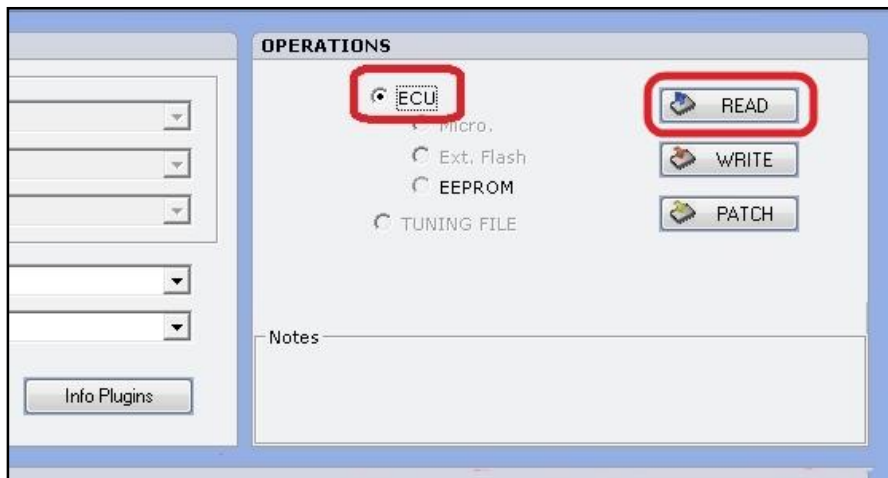 OPERATIONS
ECU
Micro.
Ext. Flash
EEPROM
TUNING FILE
READ
WRITE
PATCH
Notes
Info Plugins